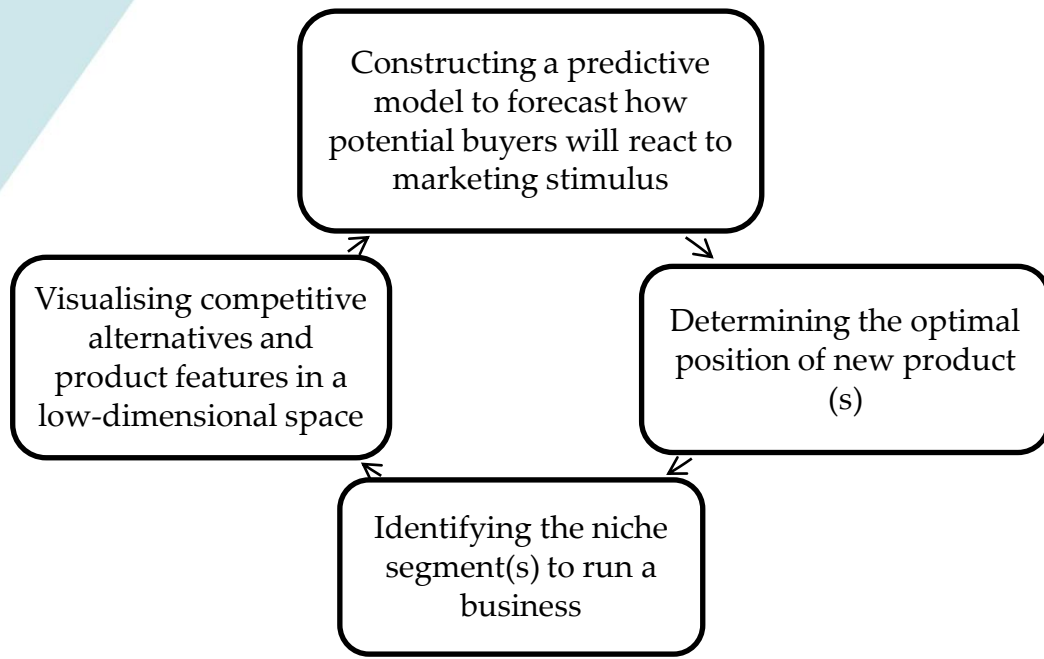 Constructing a predictive
model to forecast how
potential buyers will react to
marketing stimulus
Visualising competitive
alternatives and
product features in a
low-dimensional space
Determining the optimal
position of new product
(s)
Identifying the niche
segment(s) to run a
business